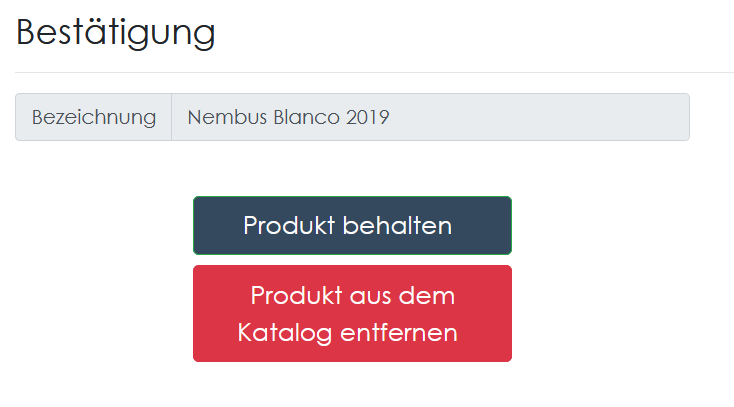 Bestätigung
Bezeichnung Nembus Blanco 2019
Produkt behalten
Produkt aus dem
Katalog entfernen